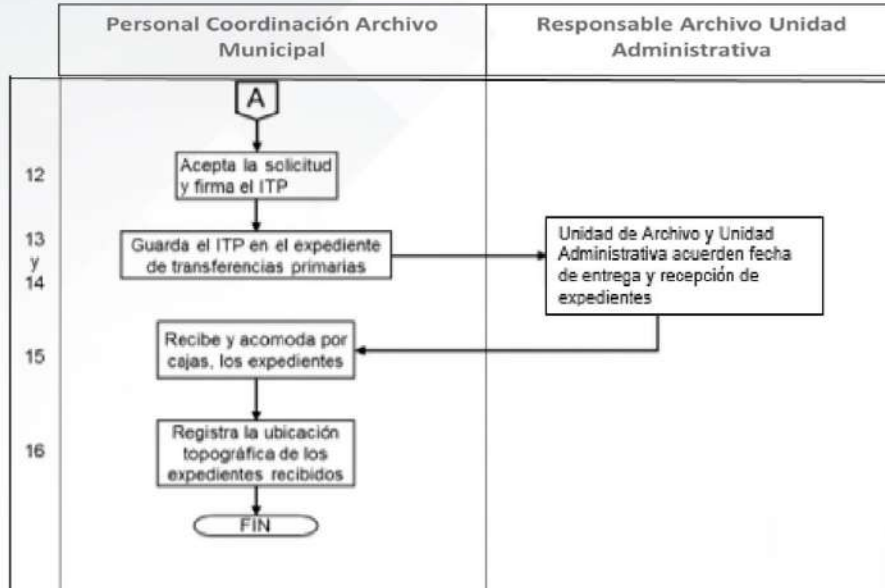 Personal Coordinación Archivo
Municipal
Responsable Archivo Unidad
Administrativa
A
12
Acepta la solicitud
y firma el ITP
13
y
14
Guarda el ITP en el expediente
de transferencias primarias
Unidad de Archivo y Unidad
Administrativa acuerden fecha
de entrega y recepción de
expedientes
15
Recibe y acomoda por
cajas, los expedientes
16
Registra la ubicación
topográfica de los
expedientes recibidos
FIN